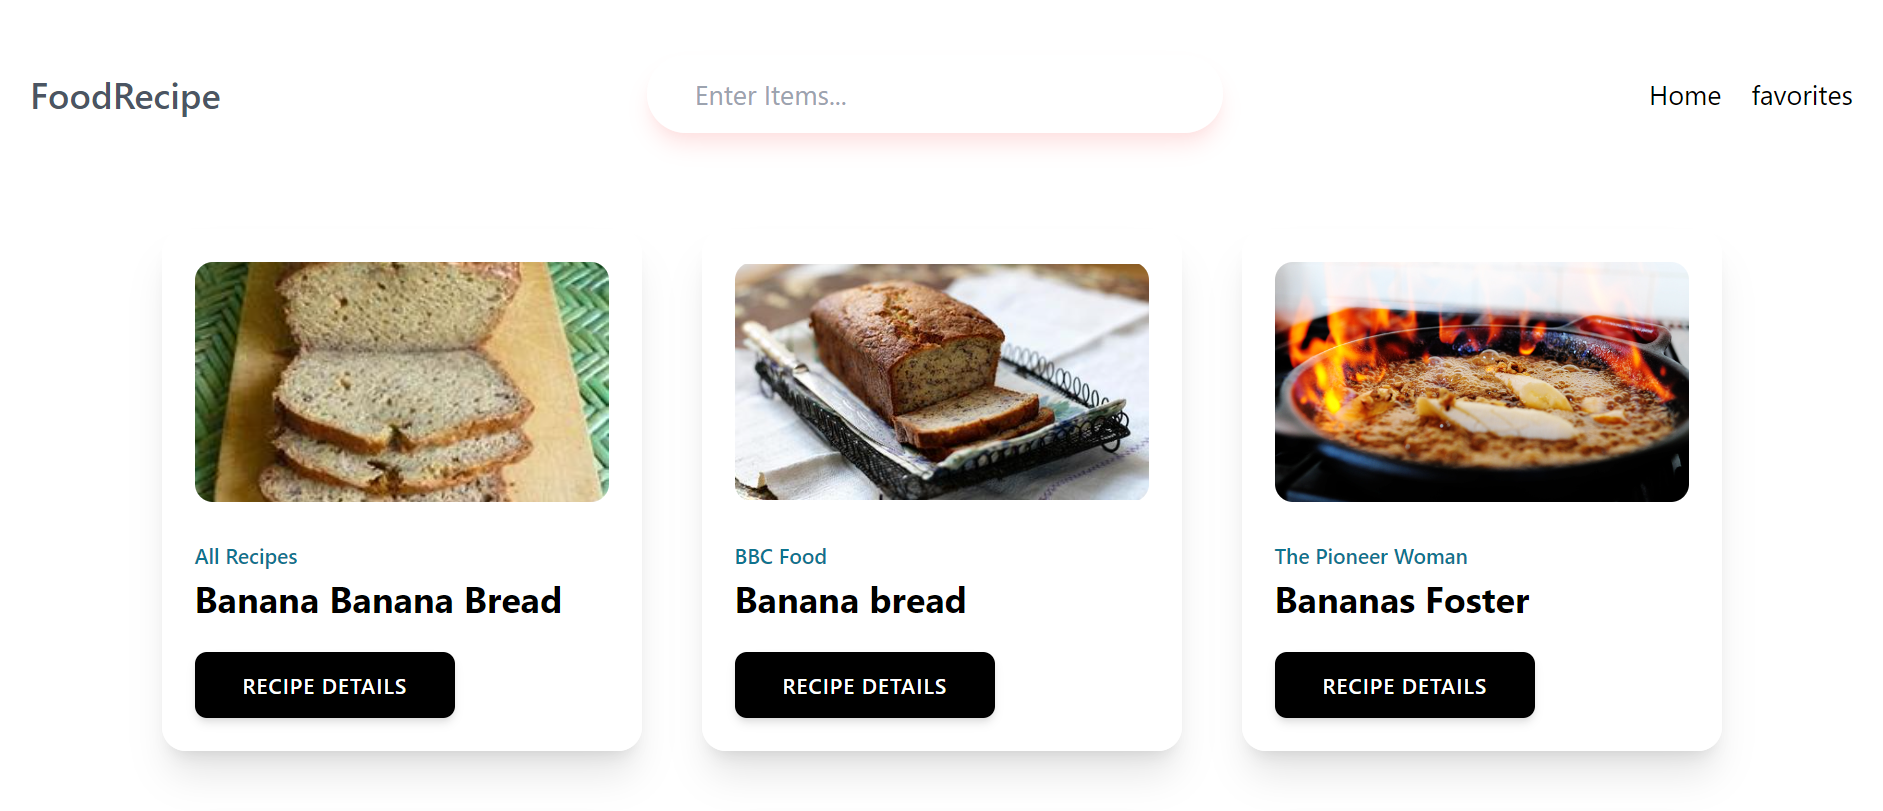 FoodRecipe
Enter Items...
Home favorites
All Recipes
Banana Banana Bread
RECIPE DETAILS
BBC Food
Banana bread
RECIPE DETAILS
The Pioneer Woman
Bananas Foster
RECIPE DETAILS